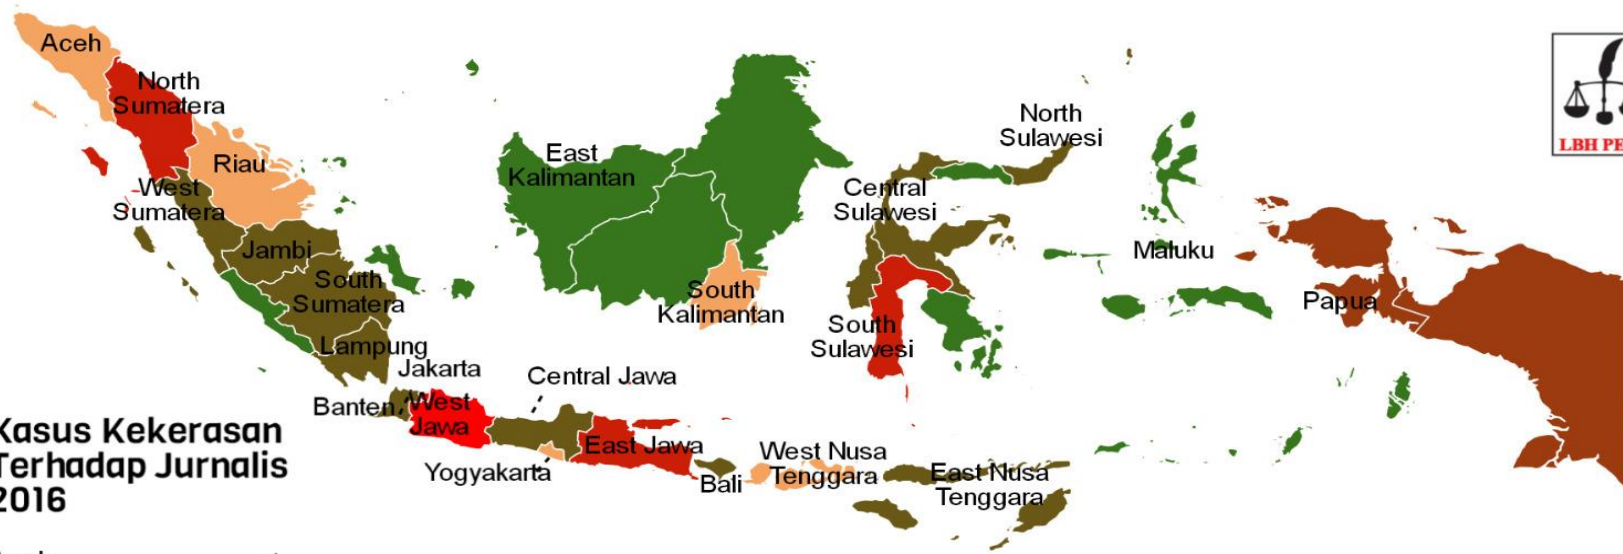 Aceh
North
Sumatera
Riau
West
Sumatera
Jambi
South
Sumatera
Lampung
Jakarta
Banten
West
Jawa
Central Jawa
Yogyakarta
East Jawa
Bali
West Nusa
Tenggara
East Nusa
Tenggara
East
Kalimantan
South
Kalimantan
North
Sulawesi
Central
Sulawesi
South
Sulawesi
Maluku
Papua
LBH PE
Kasus Kekerasan
Terhadap Jurnalis
2016